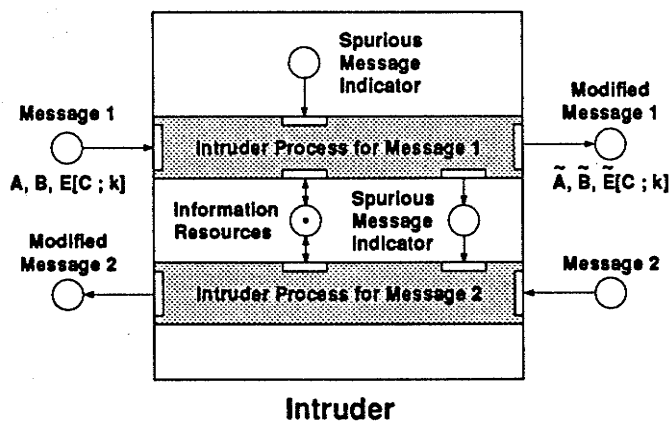 Spurious
Message
Indicator
Message 1
Modified
Message 1
Intruder Process for Message 1
A, B, E[C ; k]
Ã, B̃, Ẽ[C ; k]
Information
Resources
Spurious
Message
Indicator
Modified
Message 2
Message 2
Intruder Process for Message 2
Intruder